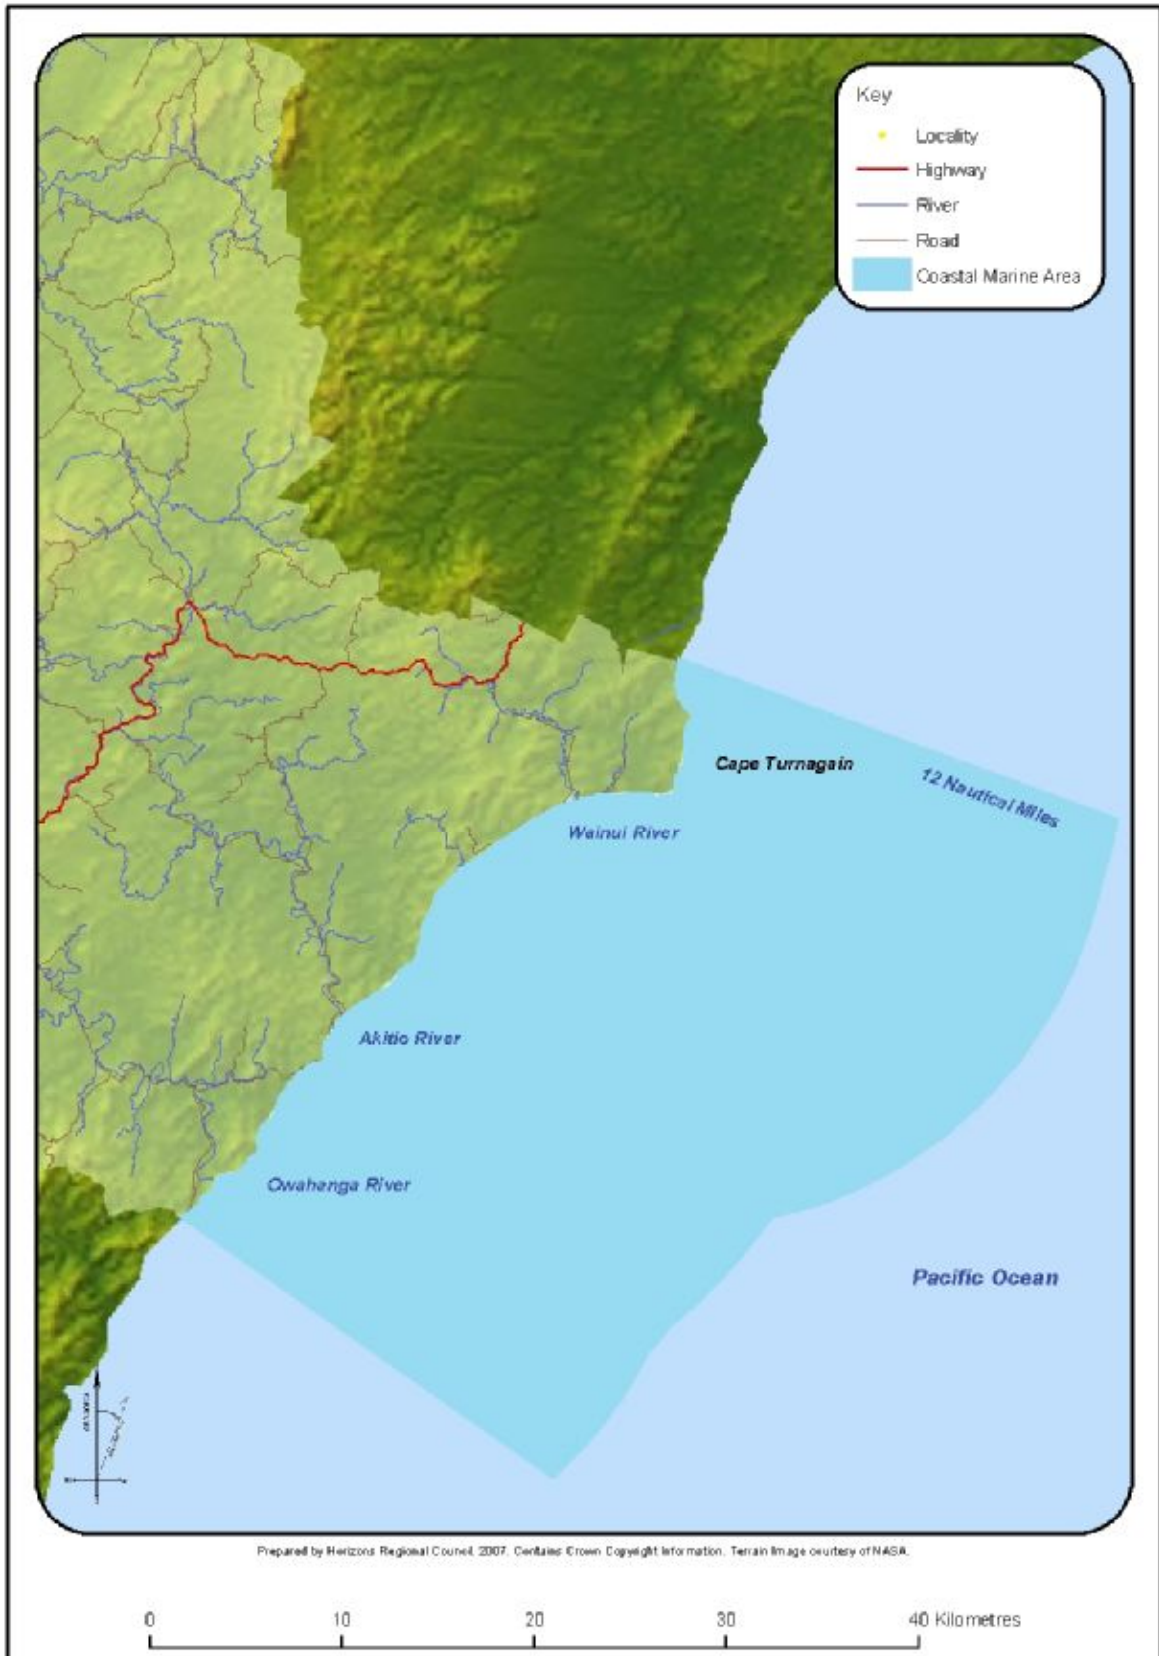 Key
Locality
Highway
River
Road
Coastal Marine Area
Cape Turnagain
12 Nautical Miles
Wainui River
Akitio River
Owahanga River
Pacific Ocean
Prepared by Horizons Regional Council, 2007. Contains Crown Copyright Information. Terrain Image courtesy of NASA.
0 10 20 30 40 Kilometres